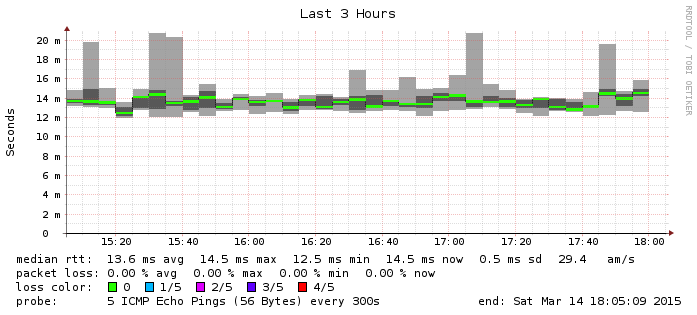 Last 3 Hours
RRDTOOL / TOBI OETIKER
Seconds
20 m
18 m
16 m
14 m
12 m
10 m
8 m
6 m
4 m
2 m
0
15:20 15:40 16:00 16:20 16:40 17:00 17:20 17:40 18:00
median rtt: 13.6 ms avg 14.5 ms max 12.5 ms min 14.5 ms now 0.5 ms sd 29.4 am/s
packet loss: 0.00 % avg 0.00 % max 0.00 % min 0.00 % now
loss color: 0 1/5 2/5 3/5 4/5
probe: 5 ICMP Echo Pings (56 Bytes) every 300s end: Sat Mar 14 18:05:09 2015